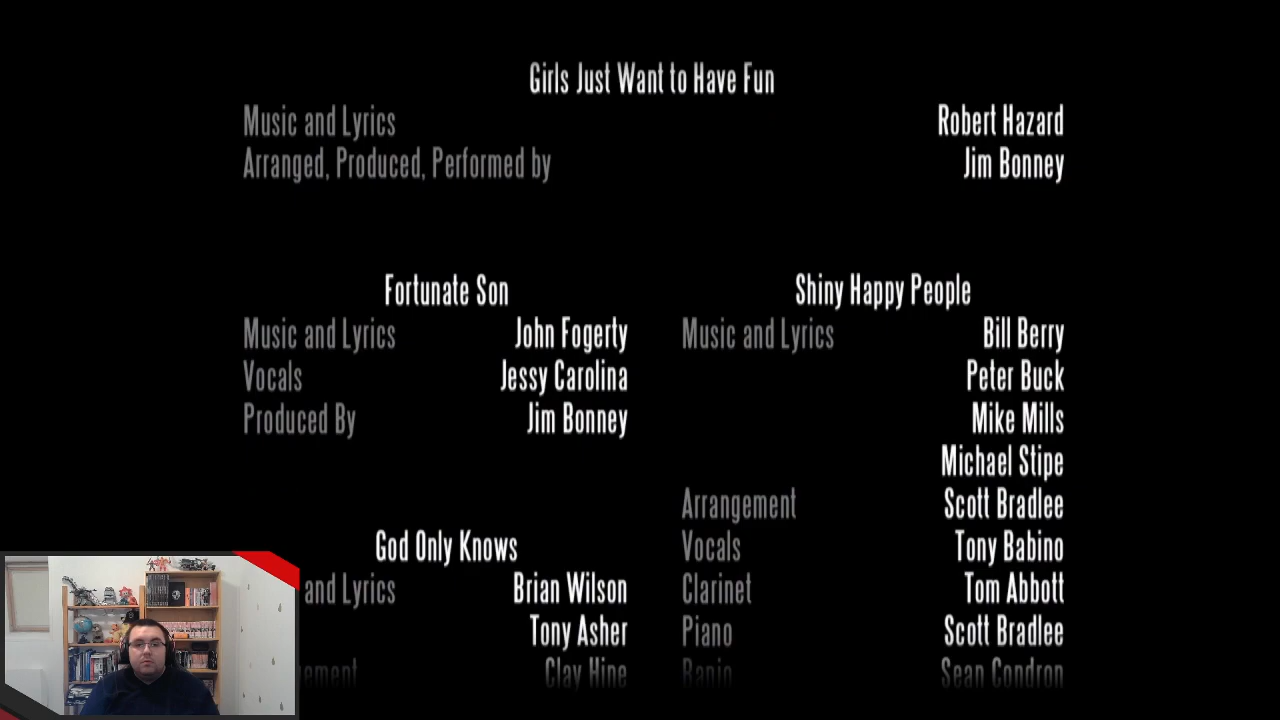 Girls Just Want to Have Fun
Music and Lyrics Robert Hazard
Arranged, Produced, Performed by Jim Bonney
Fortunate Son
Music and Lyrics John Fogerty
Vocals Jessy Carolina
Produced By Jim Bonney
God Only Knows
and Lyrics Brian Wilson
Tony Asher
ement Clay Hine
Shiny Happy People
Music and Lyrics Bill Berry
Peter Buck
Mike Mills
Michael Stipe
Arrangement Scott Bradlee
Vocals Tony Babino
Clarinet Tom Abbott
Piano Scott Bradlee
Banjo Sean Condron